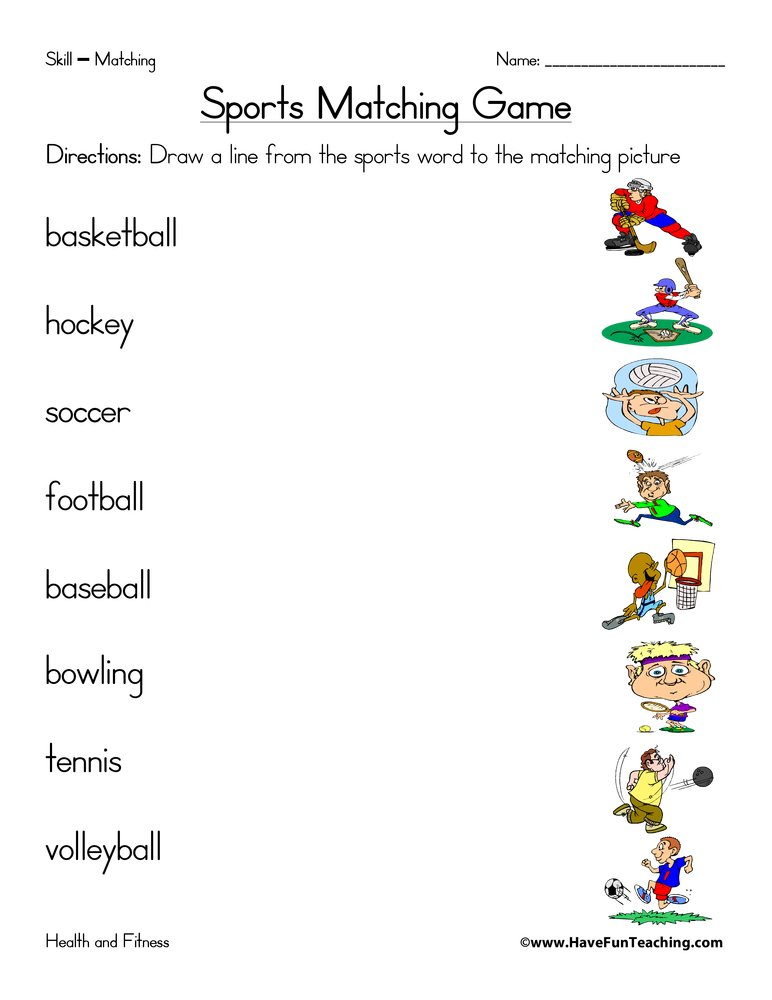 Skill – Matching
Name: _________________________
Sports Matching Game
Directions: Draw a line from the sports word to the matching picture
basketball
hockey
soccer
football
baseball
bowling
tennis
volleyball
Health and Fitness
©www.HaveFunTeaching.com